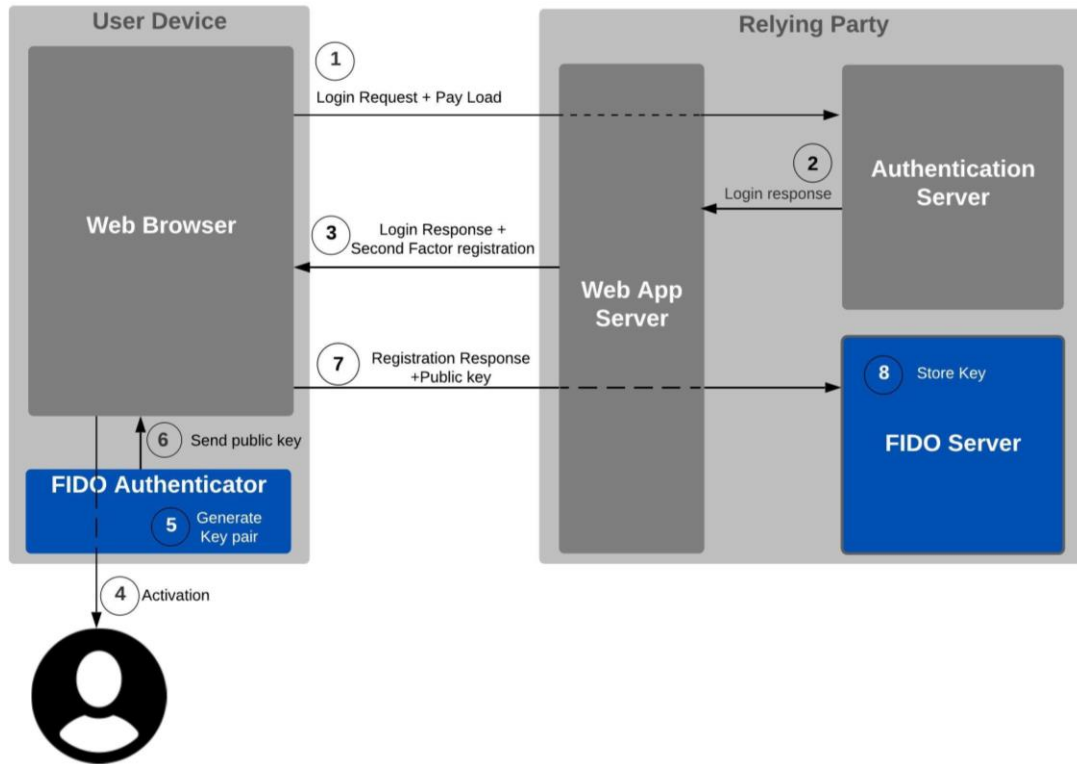 User Device
Relying Party
1
Login Request + Pay Load
2
Login response
Authentication
Server
Web Browser
3
Login Response +
Second Factor registration
Web App
Server
7
Registration Response
+Public key
8
Store Key
FIDO Server
6
Send public key
FIDO Authenticator
5
Generate
Key pair
4
Activation